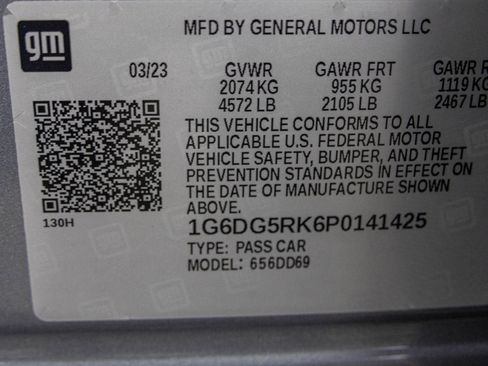 gm
MFD BY GENERAL MOTORS LLC
03/23 GVWR GAWR FRT GAWR R
2074 KG 955 KG 1119 KG
4572 LB 2105 LB 2467 LB
THIS VEHICLE CONFORMS TO ALL
APPLICABLE U.S. FEDERAL MOTOR
VEHICLE SAFETY, BUMPER, AND THEFT
PREVENTION STANDARDS IN EFFECT ON
THE DATE OF MANUFACTURE SHOWN
ABOVE.
130H
1G6DG5RK6P0141425
TYPE: PASS CAR
MODEL: 656DD69